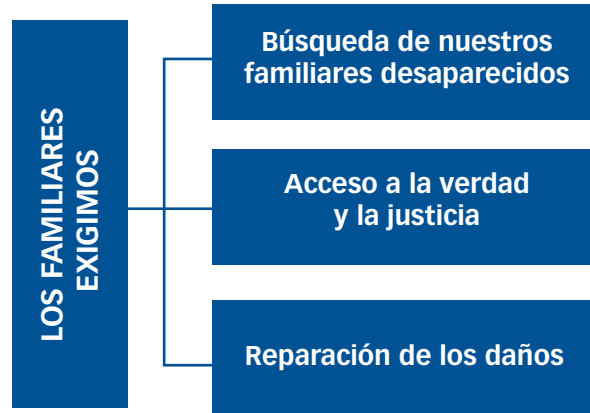 LOS FAMILIARES
EXIGIMOS
Búsqueda de nuestros
familiares desaparecidos
Acceso a la verdad
y la justicia
Reparación de los daños